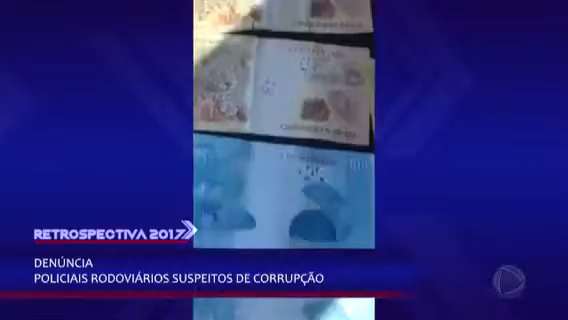 RETROSPECTIVA 2017
DENÚNCIA
POLICIAIS RODOVIÁRIOS SUSPEITOS DE CORRUPÇÃO